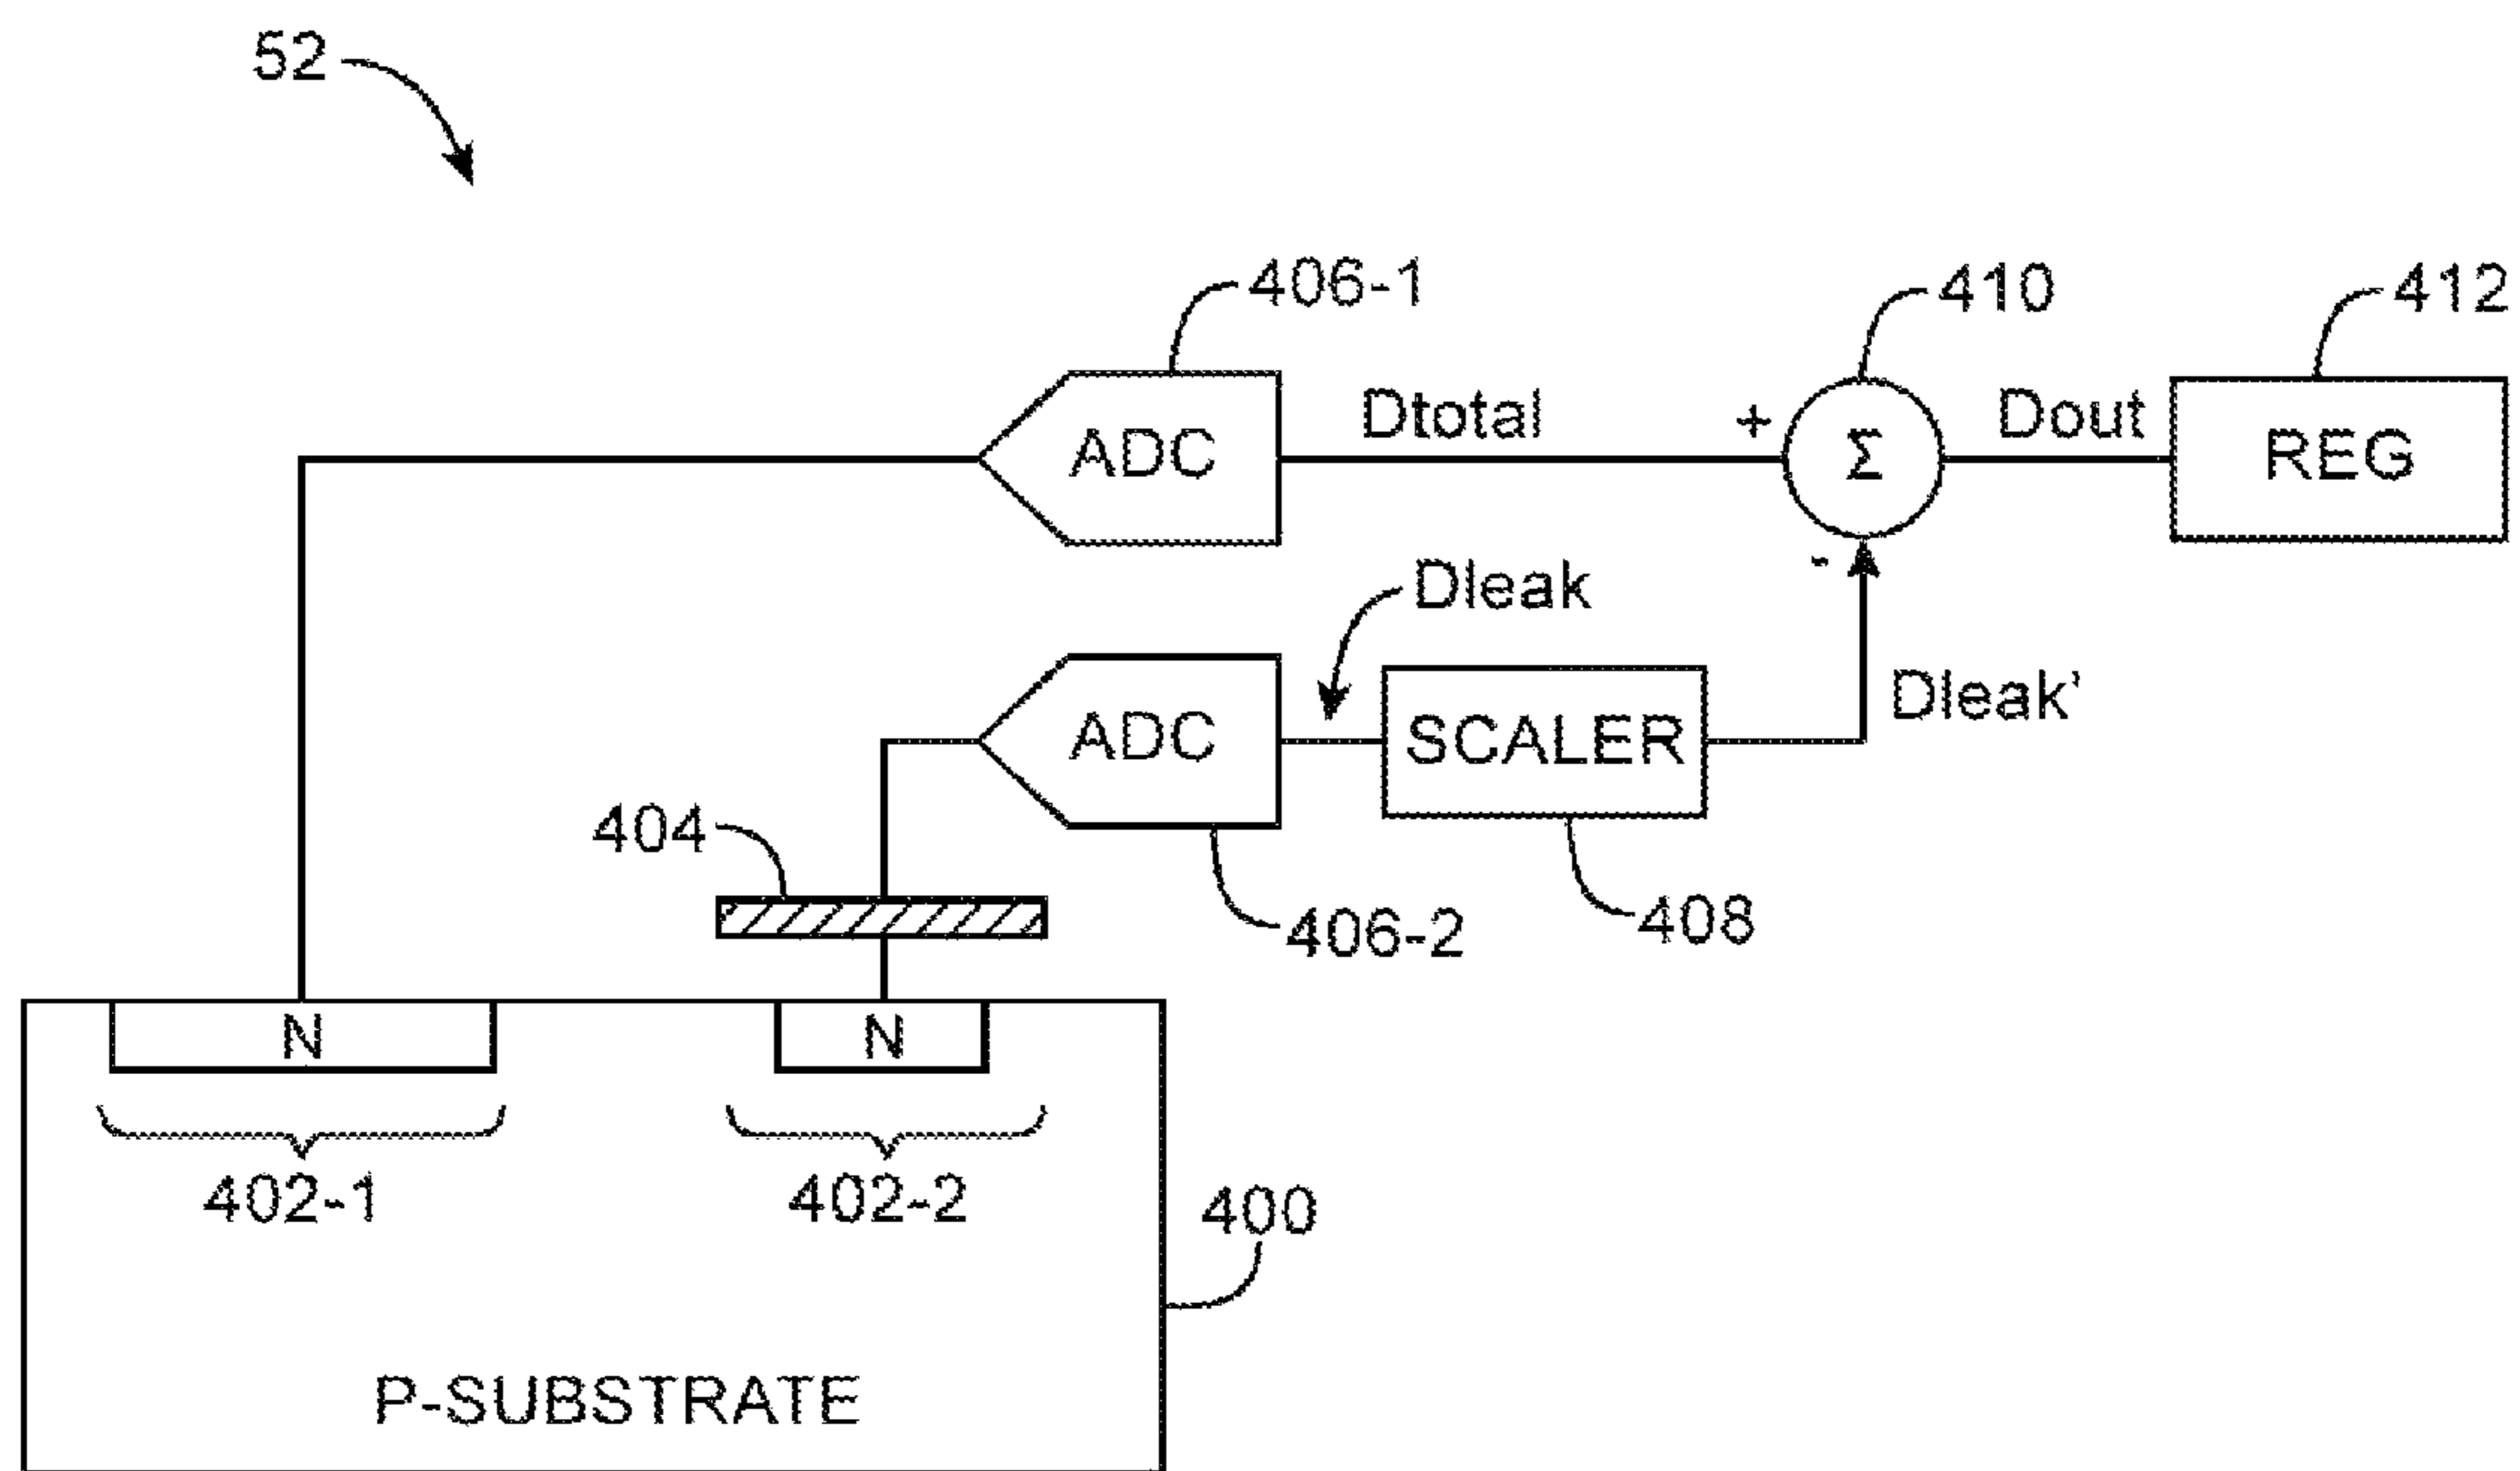 52
406-1
410
412
ADC
Dtotal
+
Σ
Dout
REG
-
Dleak
ADC
SCALER
Dleak'
404
406-2
408
N
N
402-1
402-2
400
P-SUBSTRATE